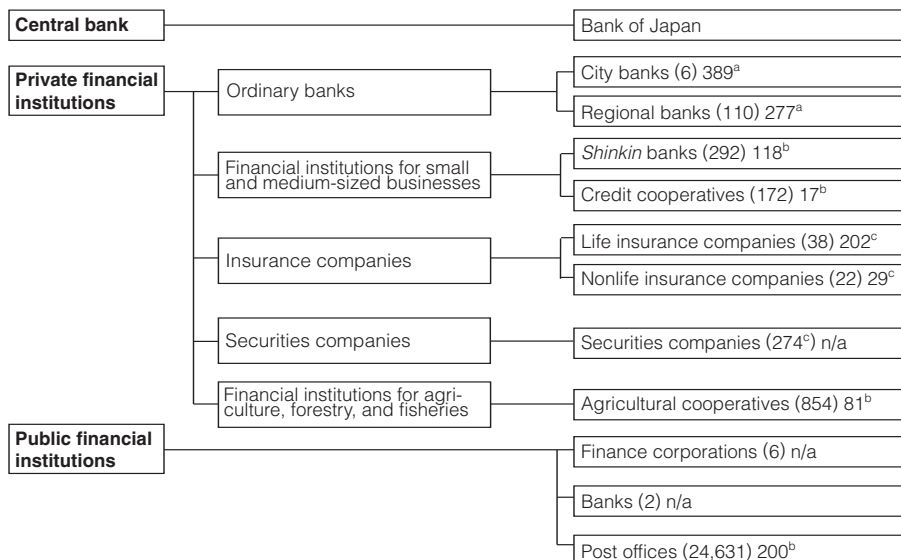 Central bank
Bank of Japan
Private financial
institutions
Ordinary banks
City banks (6) 389ᵃ
Regional banks (110) 277ᵃ
Financial institutions for small
and medium-sized businesses
Shinkin banks (292) 118ᵇ
Credit cooperatives (172) 17ᵇ
Insurance companies
Life insurance companies (38) 202ᶜ
Nonlife insurance companies (22) 29ᶜ
Securities companies
Securities companies (274ᶜ) n/a
Financial institutions for agri-
culture, forestry, and fisheries
Agricultural cooperatives (854) 81ᵇ
Public financial
institutions
Finance corporations (6) n/a
Banks (2) n/a
Post offices (24,631) 200ᵇ